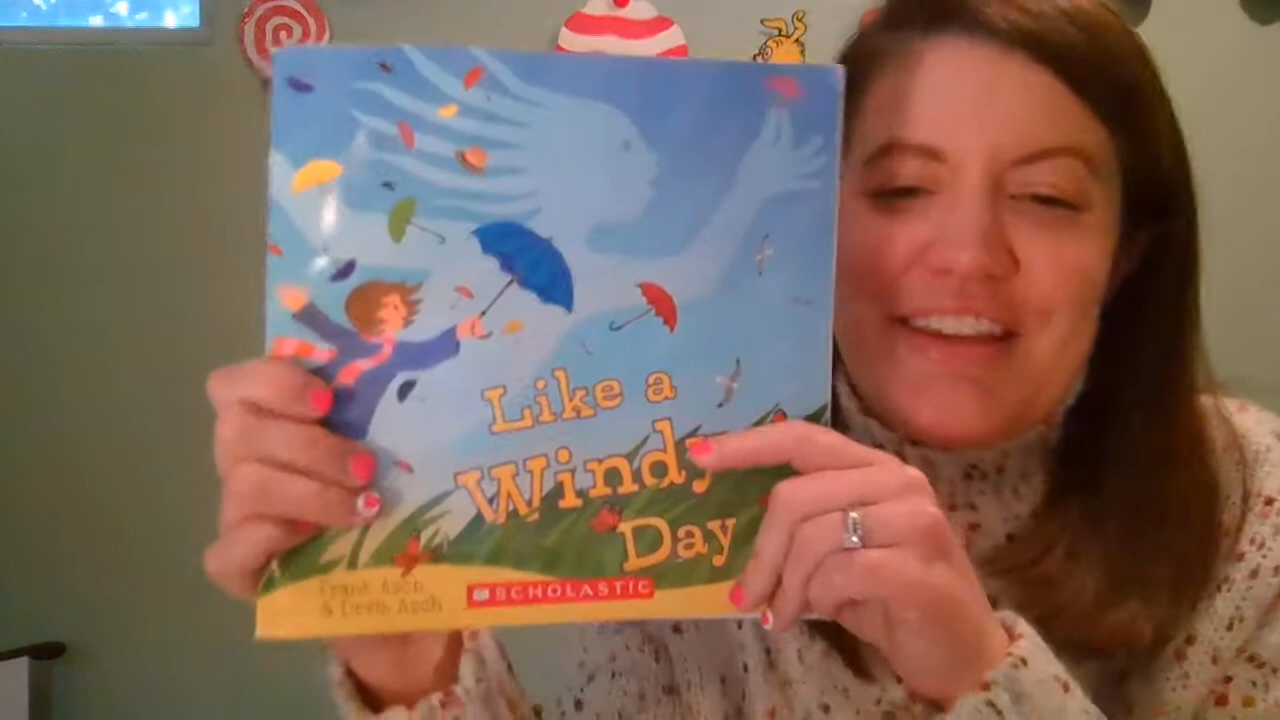 Like a
Windy
Day
Frank Asch
& Devin Asch
SCHOLASTIC